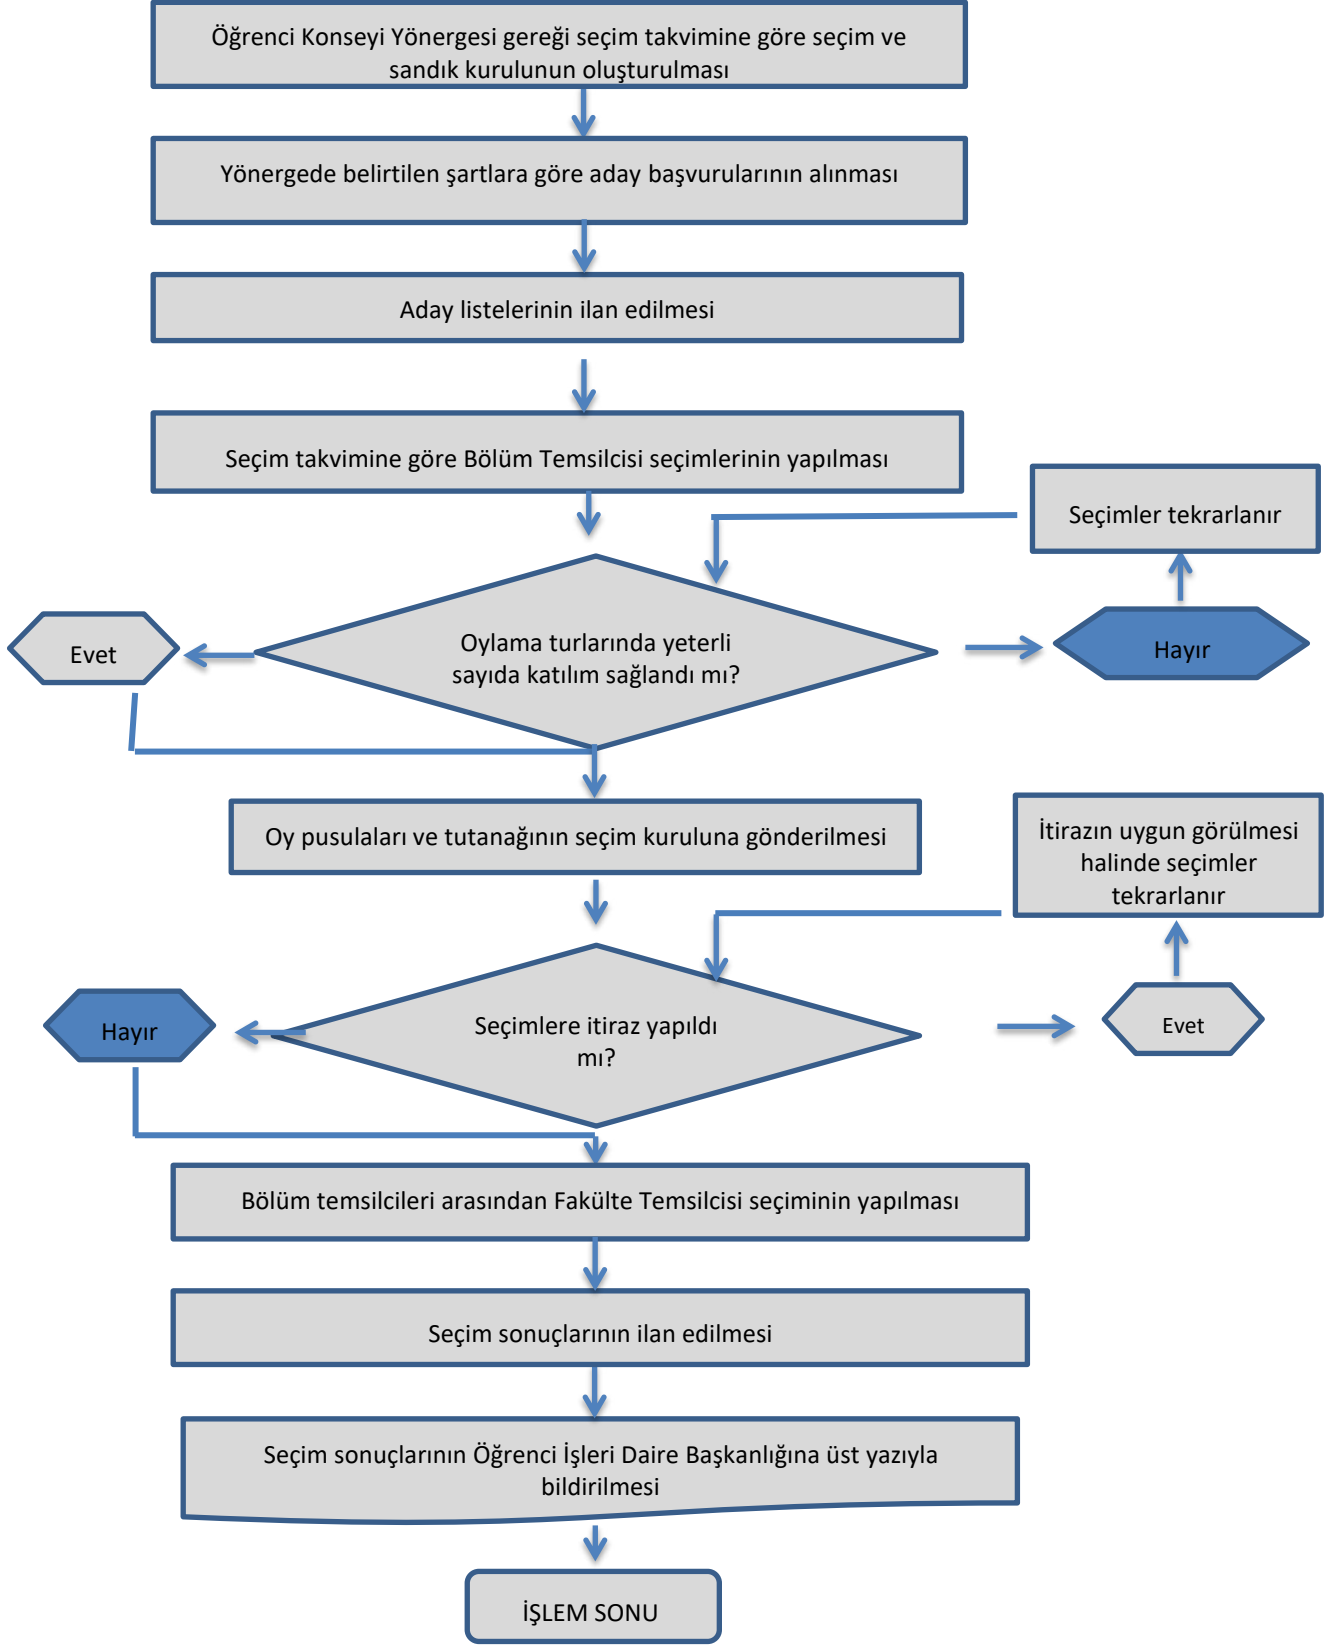 Öğrenci Konseyi Yönergesi gereği seçim takvimine göre seçim ve
sandık kurulunun oluşturulması
Yönergede belirtilen şartlara göre aday başvurularının alınması
Aday listelerinin ilan edilmesi
Seçim takvimine göre Bölüm Temsilcisi seçimlerinin yapılması
Seçimler tekrarlanır
Oylama turlarında yeterli
sayıda katılım sağlandı mı?
Evet
Hayır
Oy pusulaları ve tutanağının seçim kuruluna gönderilmesi
İtirazın uygun görülmesi
halinde seçimler
tekrarlanır
Seçimlere itiraz yapıldı
mı?
Hayır
Evet
Bölüm temsilcileri arasından Fakülte Temsilcisi seçiminin yapılması
Seçim sonuçlarının ilan edilmesi
Seçim sonuçlarının Öğrenci İşleri Daire Başkanlığına üst yazıyla
bildirilmesi
İŞLEM SONU